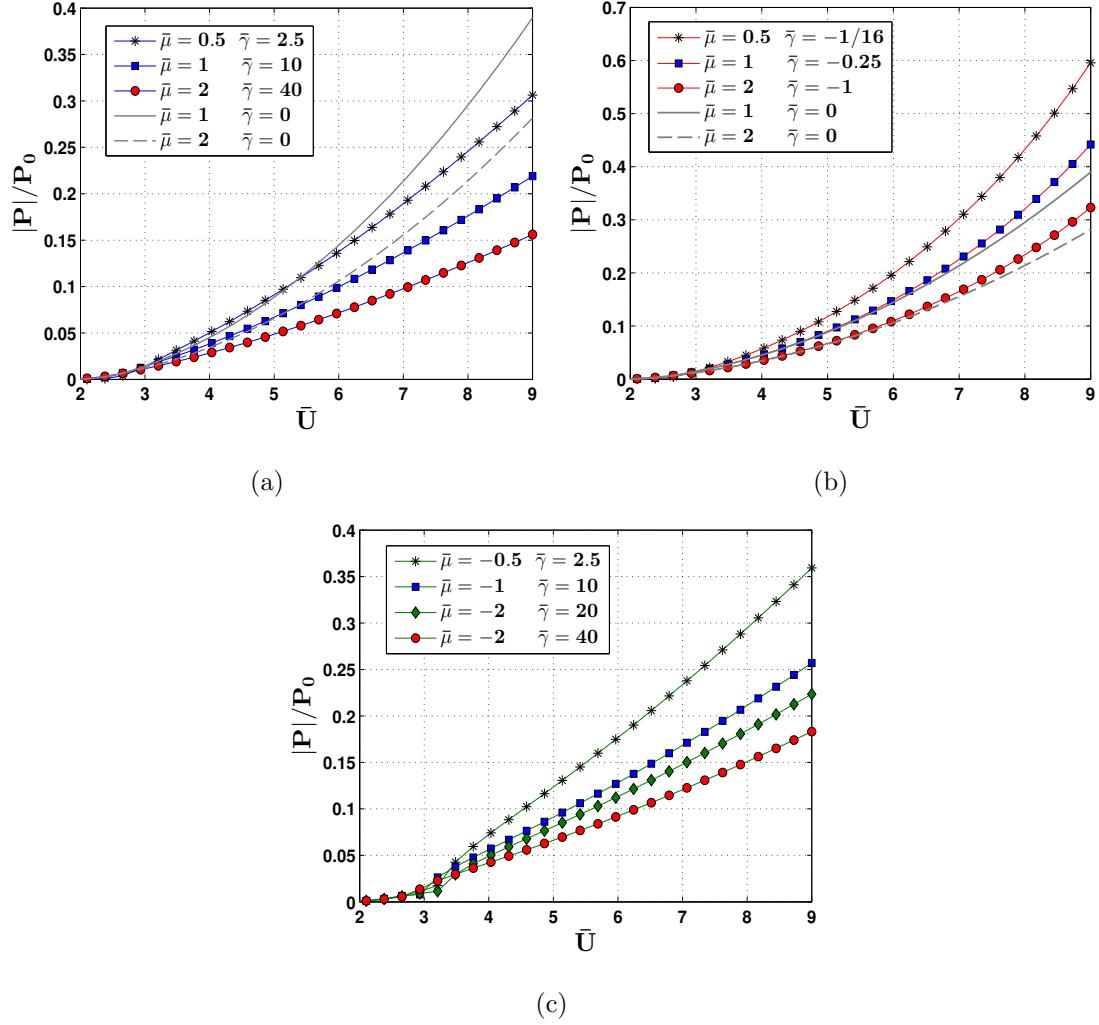 0.4
0.35
0.3
0.25
0.2
0.15
0.1
0.05
0
|P|/P₀
μ̄ = 0.5 γ̄ = 2.5
μ̄ = 1 γ̄ = 10
μ̄ = 2 γ̄ = 40
μ̄ = 1 γ̄ = 0
μ̄ = 2 γ̄ = 0
2 3 4 5 6 7 8 9
Ū
(a)
0.7
0.6
0.5
0.4
0.3
0.2
0.1
0
|P|/P₀
μ̄ = 0.5 γ̄ = −1/16
μ̄ = 1 γ̄ = −0.25
μ̄ = 2 γ̄ = −1
μ̄ = 1 γ̄ = 0
μ̄ = 2 γ̄ = 0
2 3 4 5 6 7 8 9
Ū
(b)
0.4
0.35
0.3
0.25
0.2
0.15
0.1
0.05
0
|P|/P₀
μ̄ = −0.5 γ̄ = 2.5
μ̄ = −1 γ̄ = 10
μ̄ = −2 γ̄ = 20
μ̄ = −2 γ̄ = 40
2 3 4 5 6 7 8 9
Ū
(c)